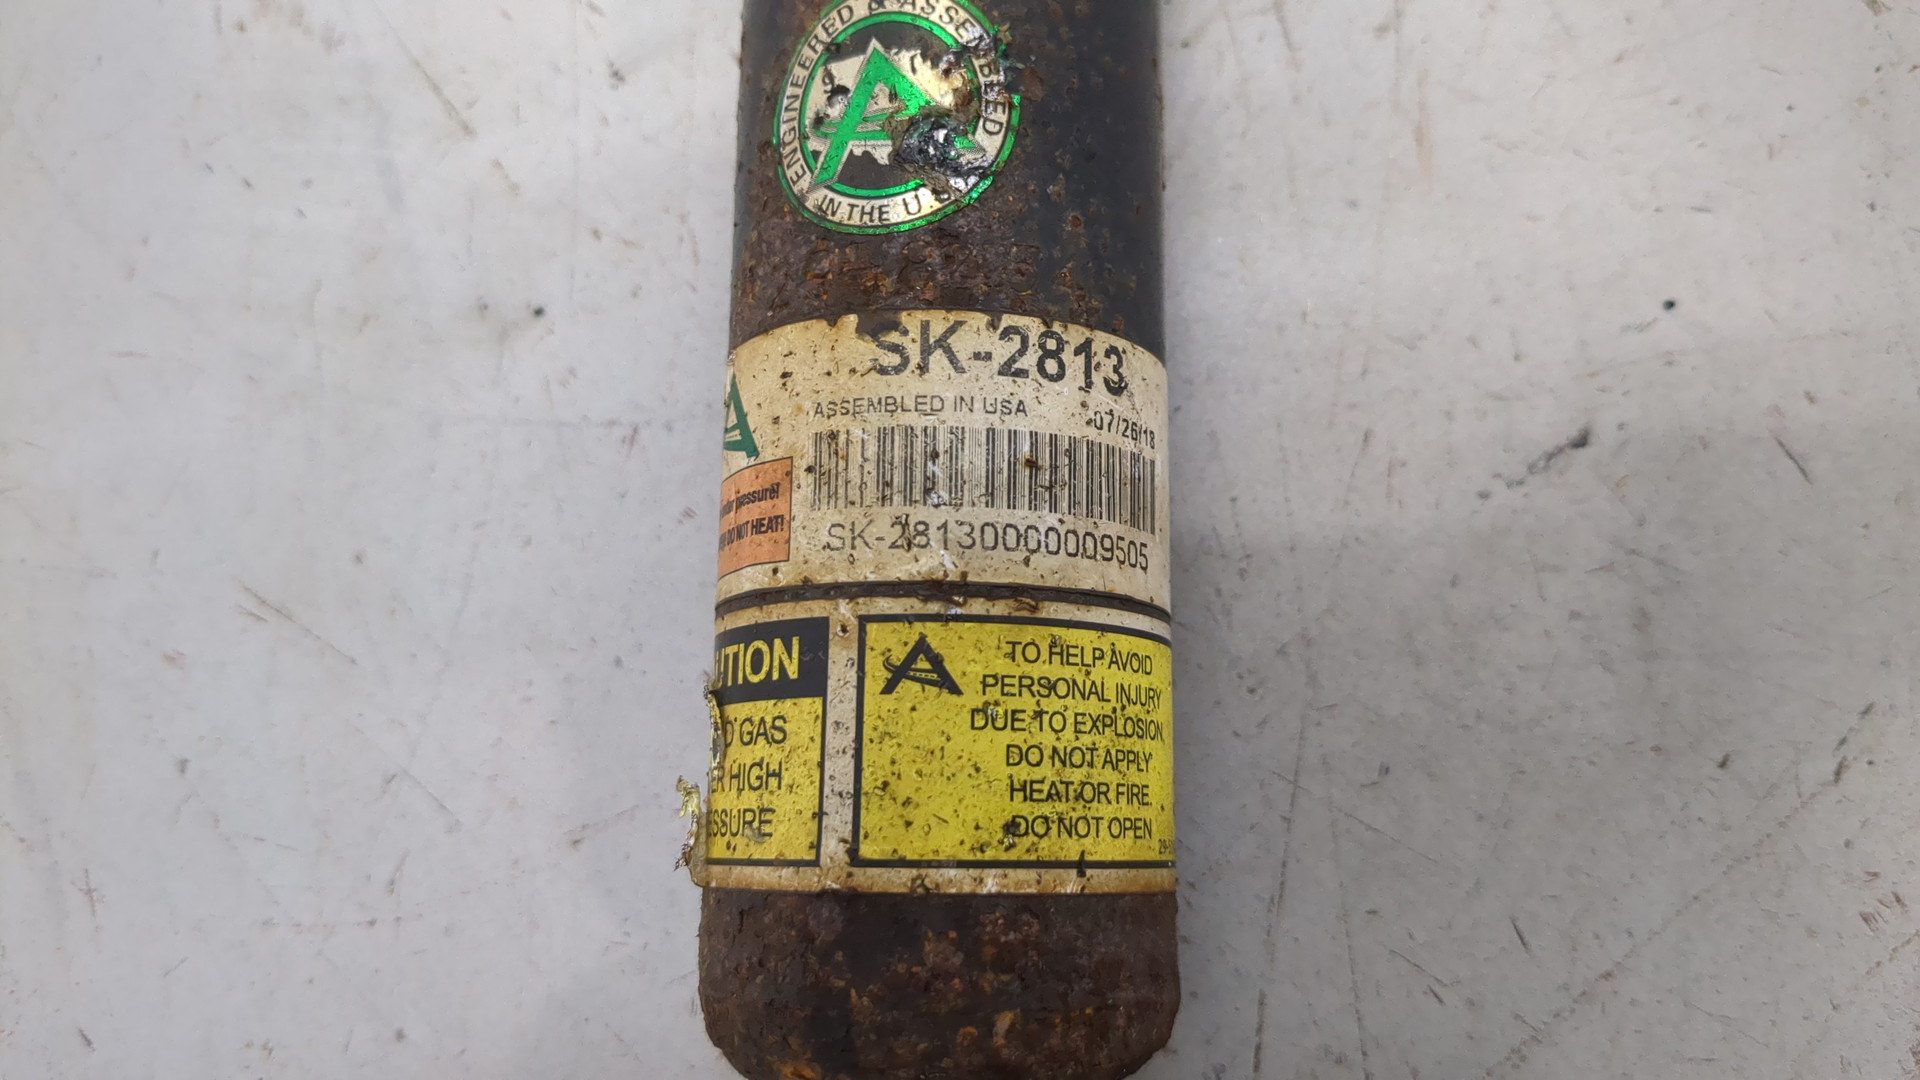 ENGINEERED & ASSEMBLED
IN THE U.S
SK-2813
ASSEMBLED IN USA
07/26/18
pressure!
DO NOT HEAT!
SK-28130000009505
UTION
GAS
HIGH
SSURE
TO HELP AVOID
PERSONAL INJURY
DUE TO EXPLOSION,
DO NOT APPLY
HEAT OR FIRE.
DO NOT OPEN